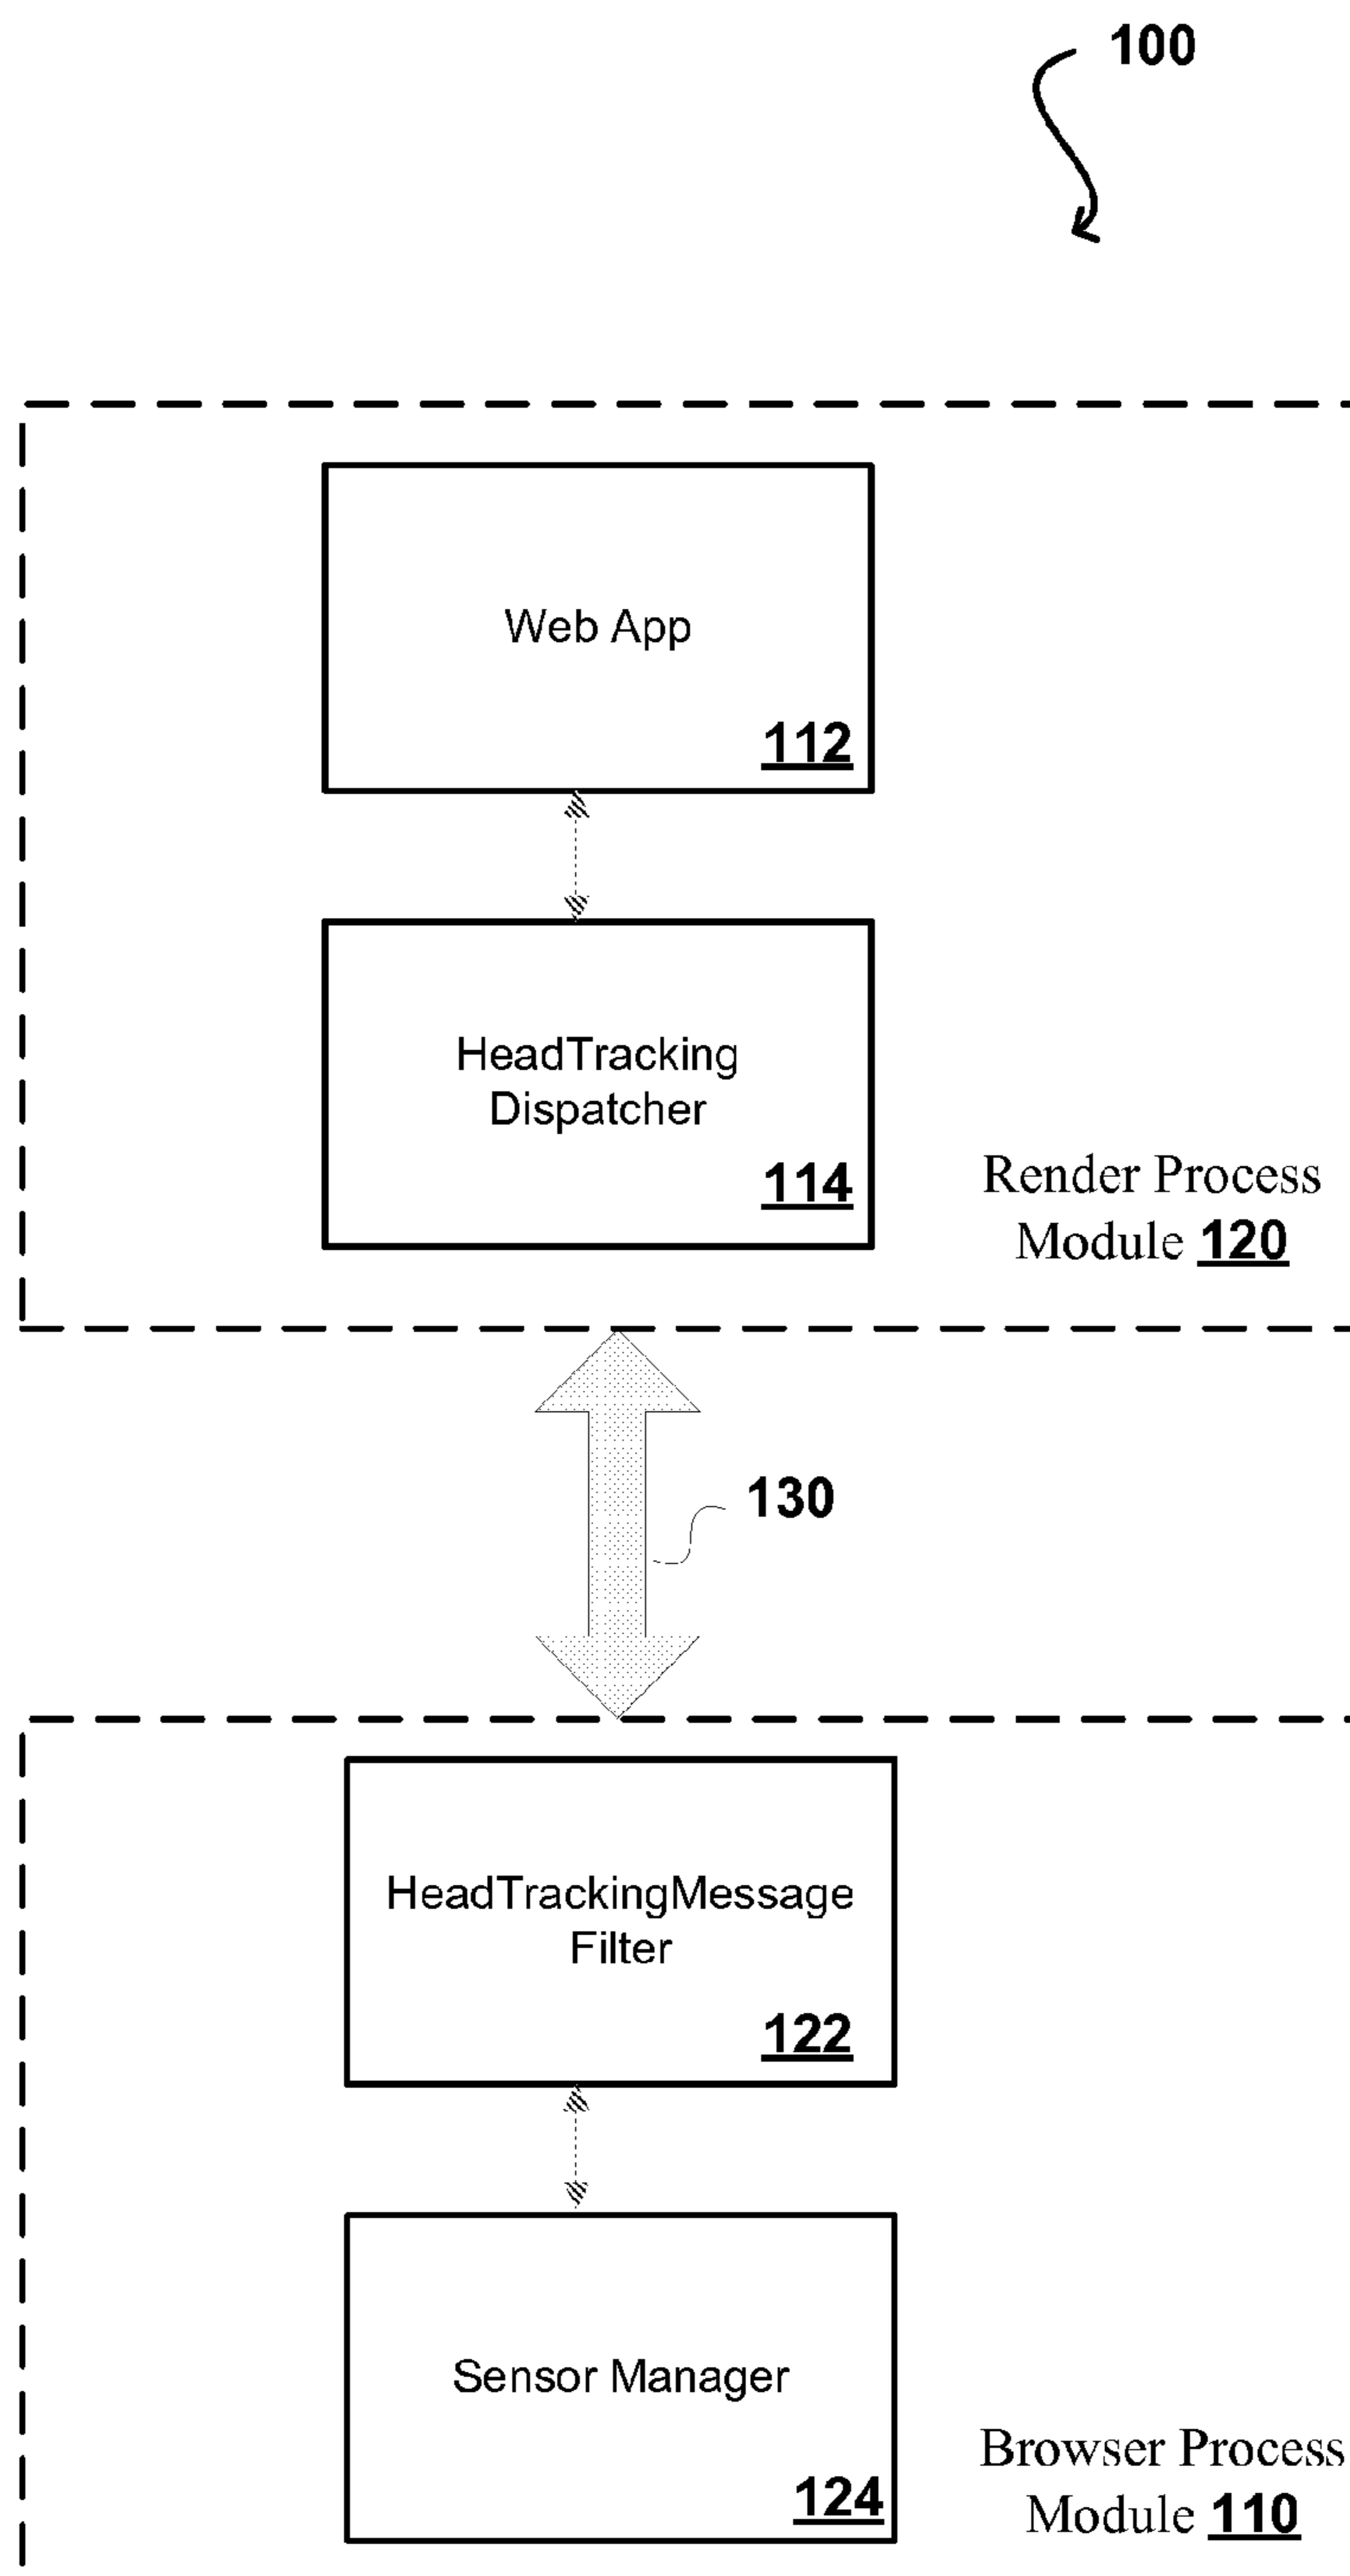 100
Web App
112
HeadTracking
Dispatcher
114
Render Process
Module 120
130
HeadTrackingMessage
Filter
122
Sensor Manager
124
Browser Process
Module 110